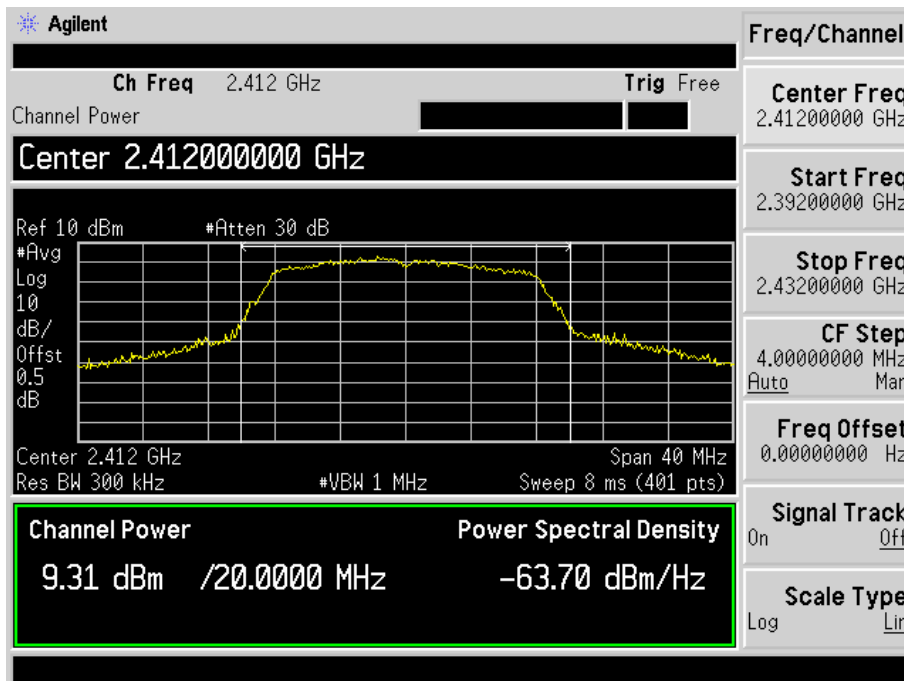 Agilent
Freq/Channel
Ch Freq 2.412 GHz Trig Free
Channel Power
Center 2.412000000 GHz
Ref 10 dBm #Atten 30 dB
#Avg
Log
10
dB/
Offst
0.5
dB
Center 2.412 GHz Span 40 MHz
Res BW 300 kHz #VBW 1 MHz Sweep 8 ms (401 pts)
Channel Power Power Spectral Density
9.31 dBm /20.0000 MHz -63.70 dBm/Hz
Center Freq
2.41200000 GHz
Start Freq
2.39200000 GHz
Stop Freq
2.43200000 GHz
CF Step
4.00000000 MHz
Auto Man
Freq Offset
0.00000000 Hz
Signal Track
On Off
Scale Type
Log Lin